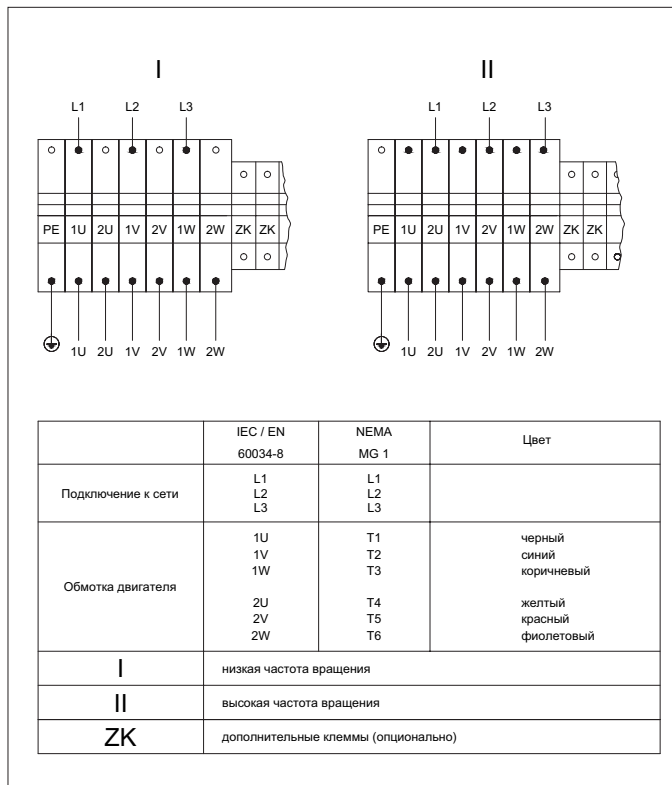 I II
L1 L2 L3 L1 L2 L3
PE 1U 2U 1V 2V 1W 2W ZK ZK PE 1U 2U 1V 2V 1W 2W ZK ZK
1U 2U 1V 2V 1W 2W 1U 2U 1V 2V 1W 2W
IEC / EN NEMA Цвет
60034-8 MG 1
Подключение к сети
L1 L1
L2 L2
L3 L3
Обмотка двигателя
1U T1 черный
1V T2 синий
1W T3 коричневый
2U T4 желтый
2V T5 красный
2W T6 фиолетовый
I низкая частота вращения
II высокая частота вращения
ZK дополнительные клеммы (опционально)